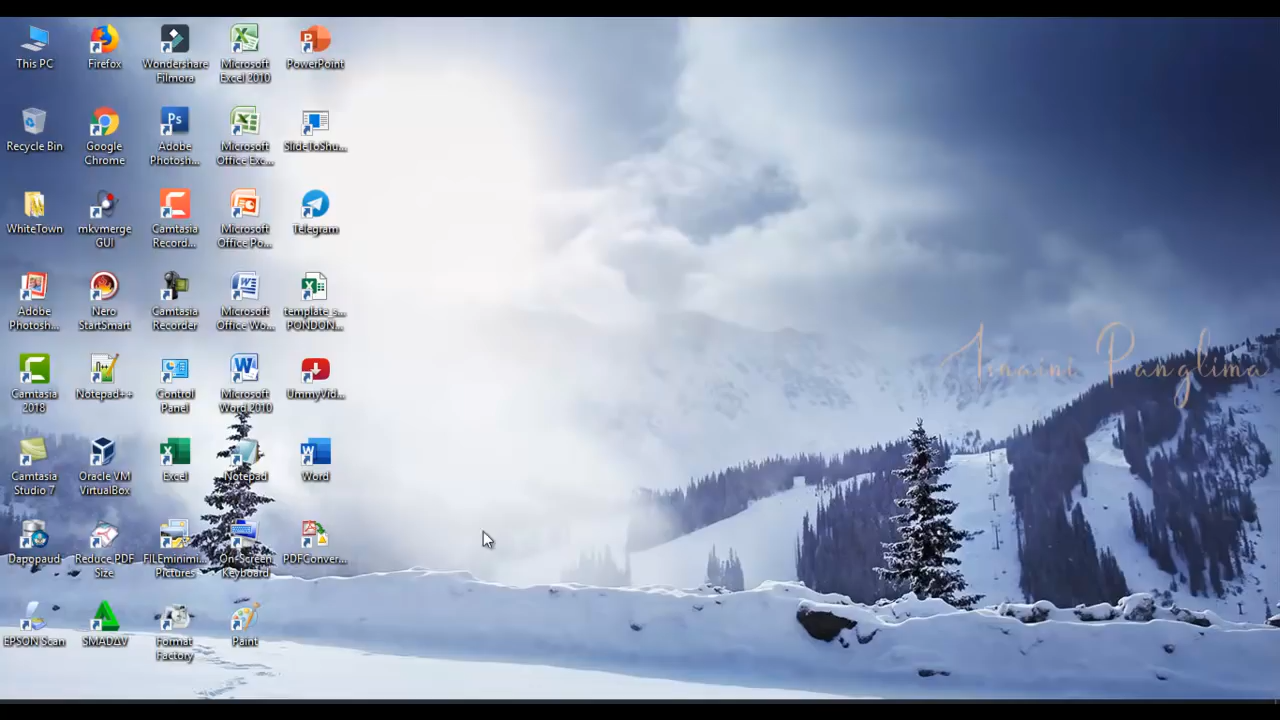 This PC
Firefox
Wondershare
Filmora
Microsoft
Excel 2010
PowerPoint
Recycle Bin
Google
Chrome
Adobe
Photosh...
Microsoft
Office Exc...
SlideToShu...
WhiteTown
mkvmerge
GUI
Camtasia
Record...
Microsoft
Office Po...
Telegram
Adobe
Photosh...
Nero
StartSmart
Camtasia
Recorder
Microsoft
Office Wo...
template_s...
PONDON...
Camtasia
2018
Notepad++
Control
Panel
Microsoft
Word 2010
UmmyVid...
Camtasia
Studio 7
Oracle VM
VirtualBox
Excel
Notepad
Word
Dapopaud
Reduce PDF
Size
FILEminimi...
Pictures
On-Screen
Keyboard
PDFConver...
EPSON Scan
SMADAV
Format
Factory
Paint
Isnaini Panglima